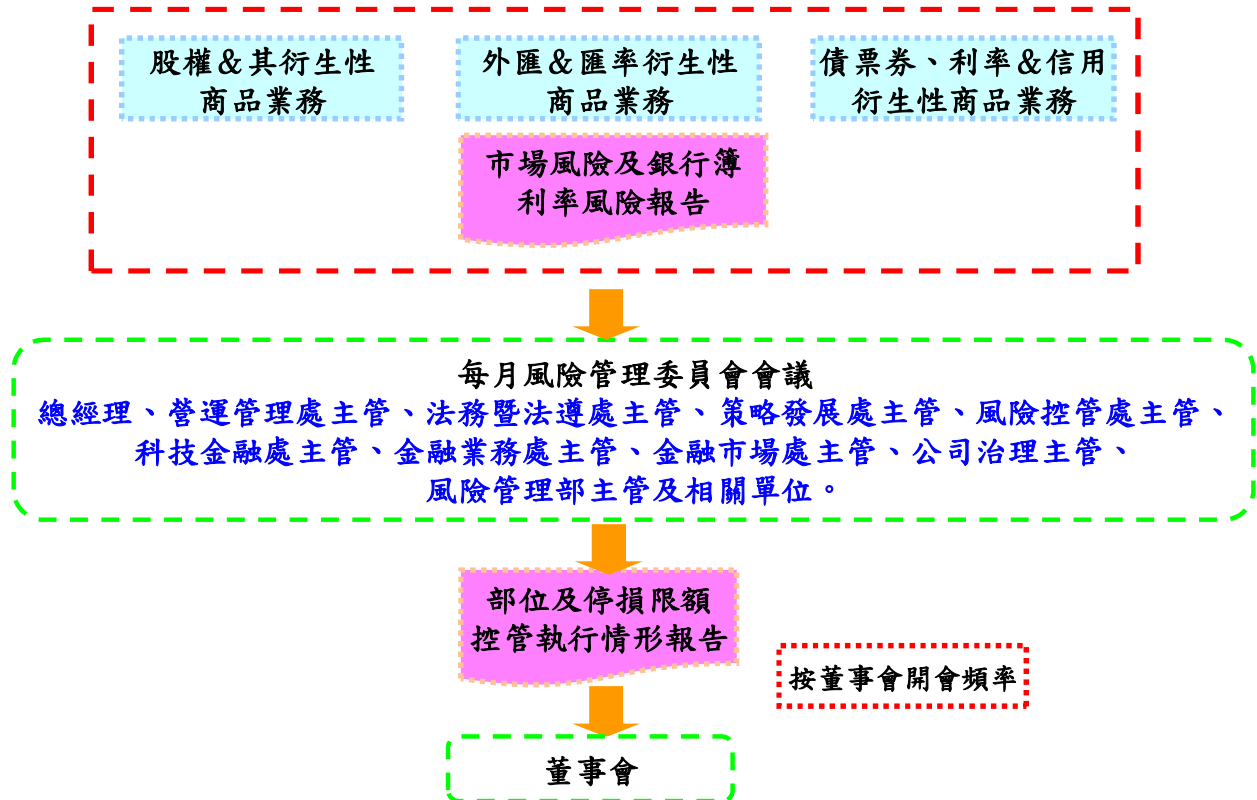 股權＆其衍生性
商品業務
外匯＆匯率衍生性
商品業務
債票券、利率＆信用
衍生性商品業務
市場風險及銀行簿
利率風險報告
每月風險管理委員會會議
總經理、營運管理處主管、法務暨法遵處主管、策略發展處主管、風險控管處主管、
科技金融處主管、金融業務處主管、金融市場處主管、公司治理主管、
風險管理部主管及相關單位。
部位及停損限額
控管執行情形報告
按董事會開會頻率
董事會